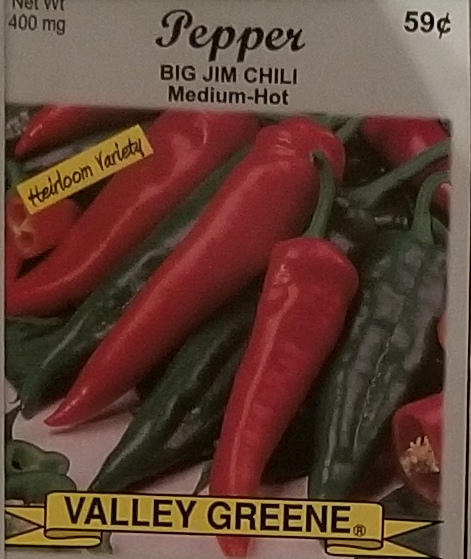 Net Wt
400 mg
Pepper
59¢
BIG JIM CHILI
Medium-Hot
Heirloom Variety
VALLEY GREENE®